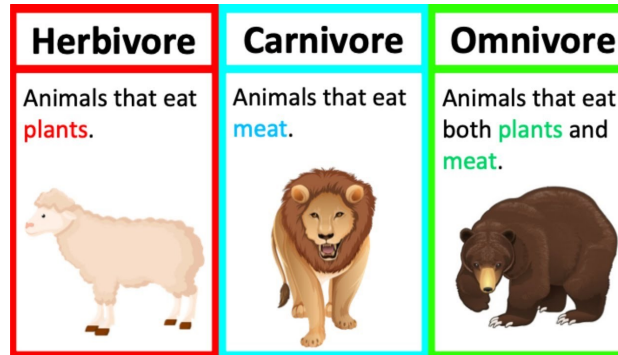 Herbivore
Animals that eat
plants.
Carnivore
Animals that eat
meat.
Omnivore
Animals that eat
both plants and
meat.